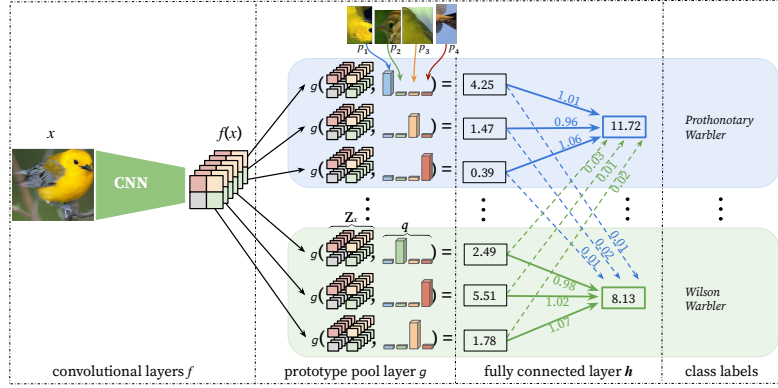 p₁ p₂ p₃ p₄
x
f(x)
CNN
g( ; ) = 4.25
g( ; ) = 1.47
g( ; ) = 0.39
1.01
0.96
1.06
11.72
Prothonotary
Warbler
0.03
0.01
0.02
Zₓ
q
g( ; ) = 2.49
g( ; ) = 5.51
g( ; ) = 1.78
0.01
0.02
0.01
0.98
1.02
1.07
8.13
Wilson
Warbler
convolutional layers f
prototype pool layer g
fully connected layer h
class labels